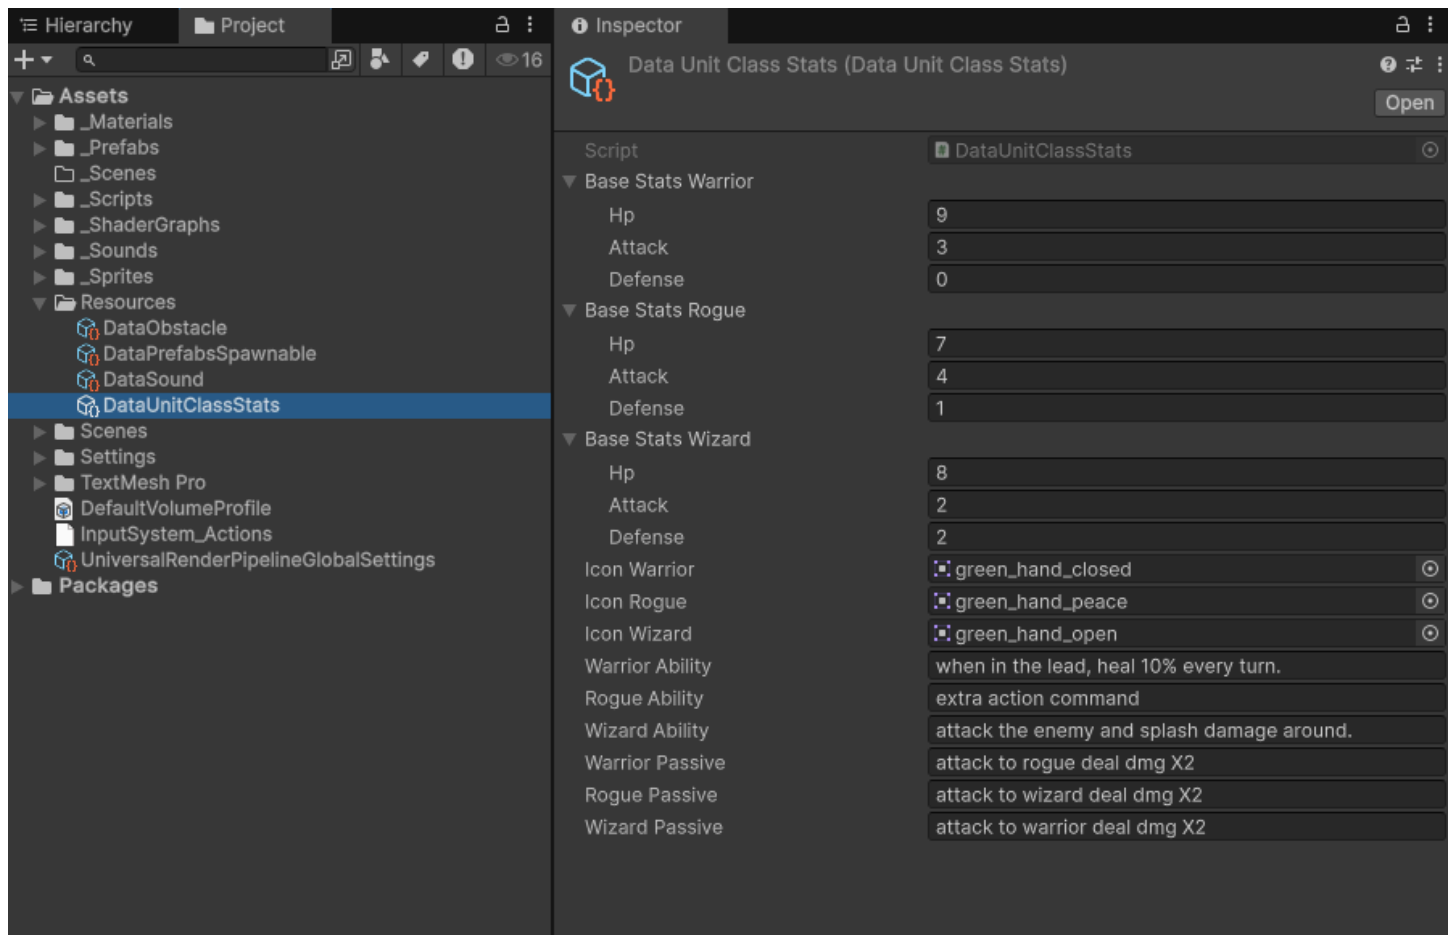 Hierarchy
Project
16
Assets
_Materials
_Prefabs
_Scenes
_Scripts
_ShaderGraphs
_Sounds
_Sprites
Resources
DataObstacle
DataPrefabsSpawnable
DataSound
DataUnitClassStats
Scenes
Settings
TextMesh Pro
DefaultVolumeProfile
InputSystem_Actions
UniversalRenderPipelineGlobalSettings
Packages
Inspector
Data Unit Class Stats (Data Unit Class Stats)
Open
Script DataUnitClassStats
Base Stats Warrior
Hp 9
Attack 3
Defense 0
Base Stats Rogue
Hp 7
Attack 4
Defense 1
Base Stats Wizard
Hp 8
Attack 2
Defense 2
Icon Warrior green_hand_closed
Icon Rogue green_hand_peace
Icon Wizard green_hand_open
Warrior Ability when in the lead, heal 10% every turn.
Rogue Ability extra action command
Wizard Ability attack the enemy and splash damage around.
Warrior Passive attack to rogue deal dmg X2
Rogue Passive attack to wizard deal dmg X2
Wizard Passive attack to warrior deal dmg X2